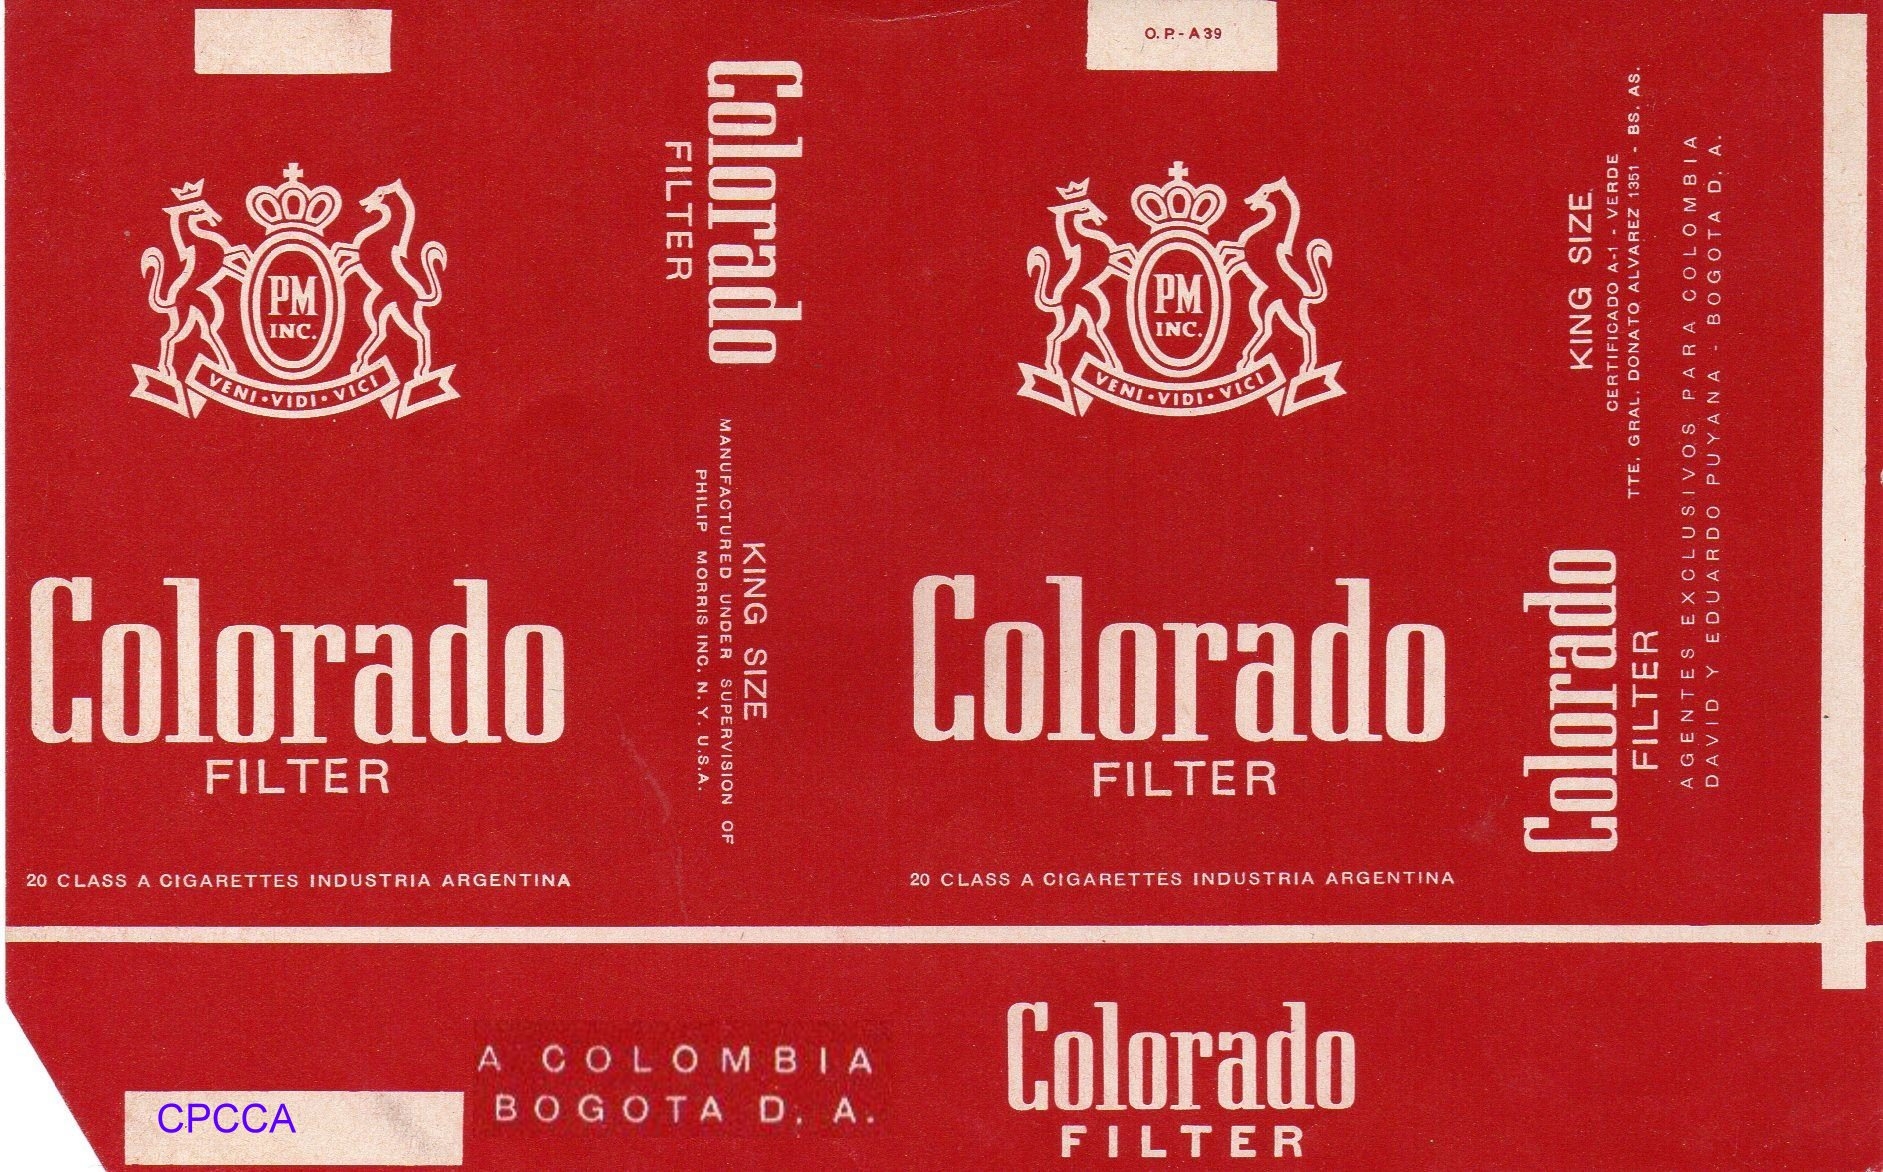 PM
INC.
VENI • VIDI • VICI
Colorado
FILTER
20 CLASS A CIGARETTES INDUSTRIA ARGENTINA
Colorado
FILTER
KING SIZE
MANUFACTURED UNDER SUPERVISION OF
PHILIP MORRIS INC. N. Y. U.S.A.
O. P. - A 39
PM
INC.
VENI • VIDI • VICI
Colorado
FILTER
20 CLASS A CIGARETTES INDUSTRIA ARGENTINA
Colorado
FILTER
KING SIZE
CERTIFICADO A-1 - VERDE
TTE. GRAL. DONATO ALVAREZ 1351 - BS. AS.
AGENTES EXCLUSIVOS PARA COLOMBIA
DAVID Y EDUARDO PUYANA - BOGOTA D. A.
CPCCA
A COLOMBIA
BOGOTA D. A.
Colorado
FILTER